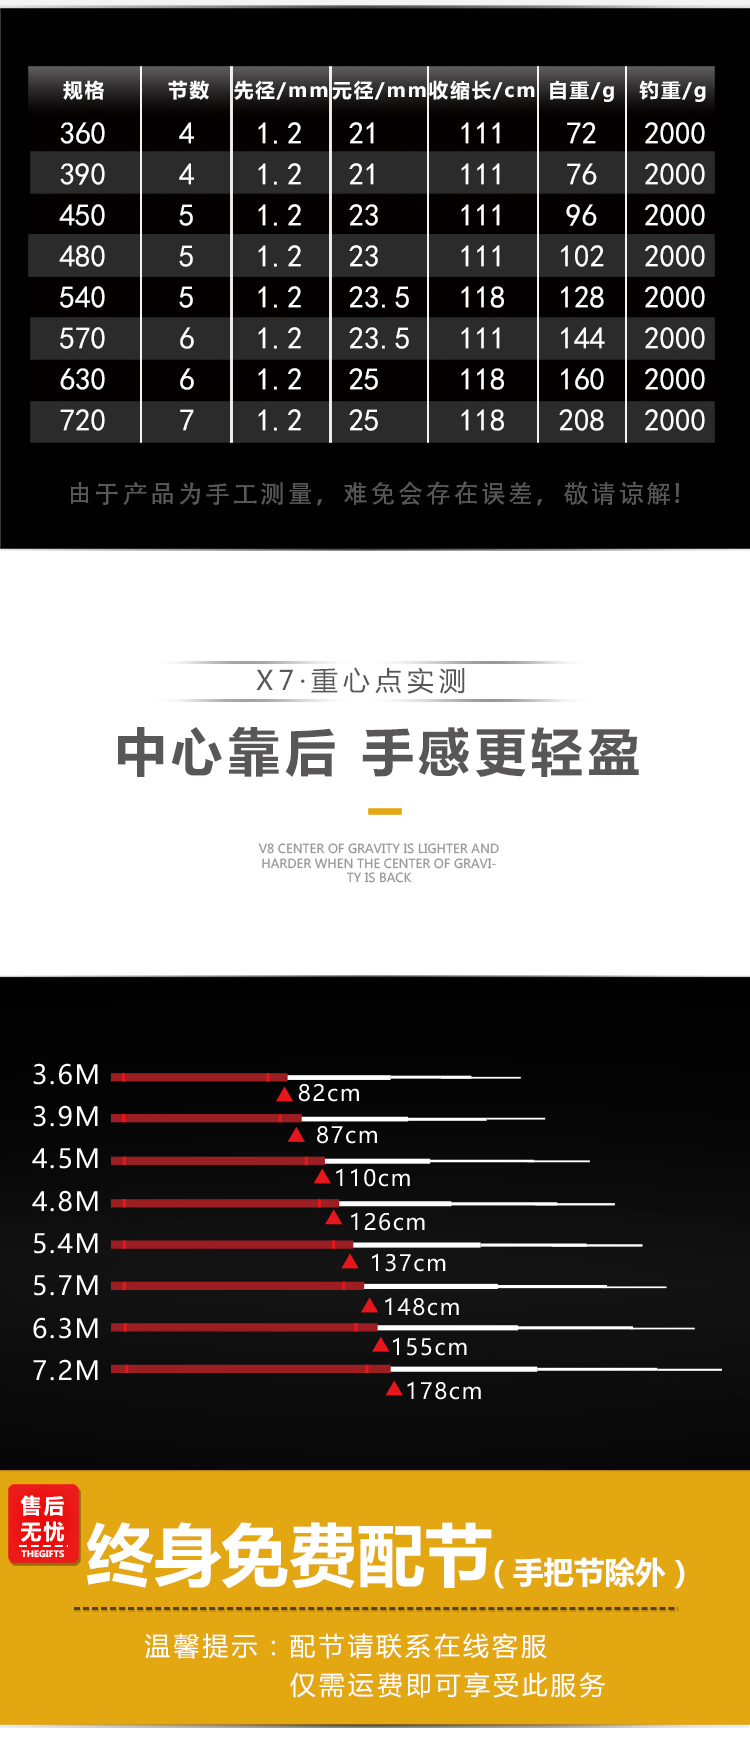 规格 节数 先径/mm 元径/mm 收缩长/cm 自重/g 钓重/g
360 4 1.2 21 111 72 2000
390 4 1.2 21 111 76 2000
450 5 1.2 23 111 96 2000
480 5 1.2 23 111 102 2000
540 5 1.2 23.5 118 128 2000
570 6 1.2 23.5 111 144 2000
630 6 1.2 25 118 160 2000
720 7 1.2 25 118 208 2000
由于产品为手工测量，难免会存在误差，敬请谅解!
X7·重心点实测
中心靠后 手感更轻盈
V8 CENTER OF GRAVITY IS LIGHTER AND
HARDER WHEN THE CENTER OF GRAVI-
TY IS BACK
3.6M
82cm
3.9M
87cm
4.5M
110cm
4.8M
126cm
5.4M
137cm
5.7M
148cm
6.3M
155cm
7.2M
178cm
售后
无忧
THEGIFTS
终身免费配节(手把节除外)
温馨提示：配节请联系在线客服
仅需运费即可享受此服务